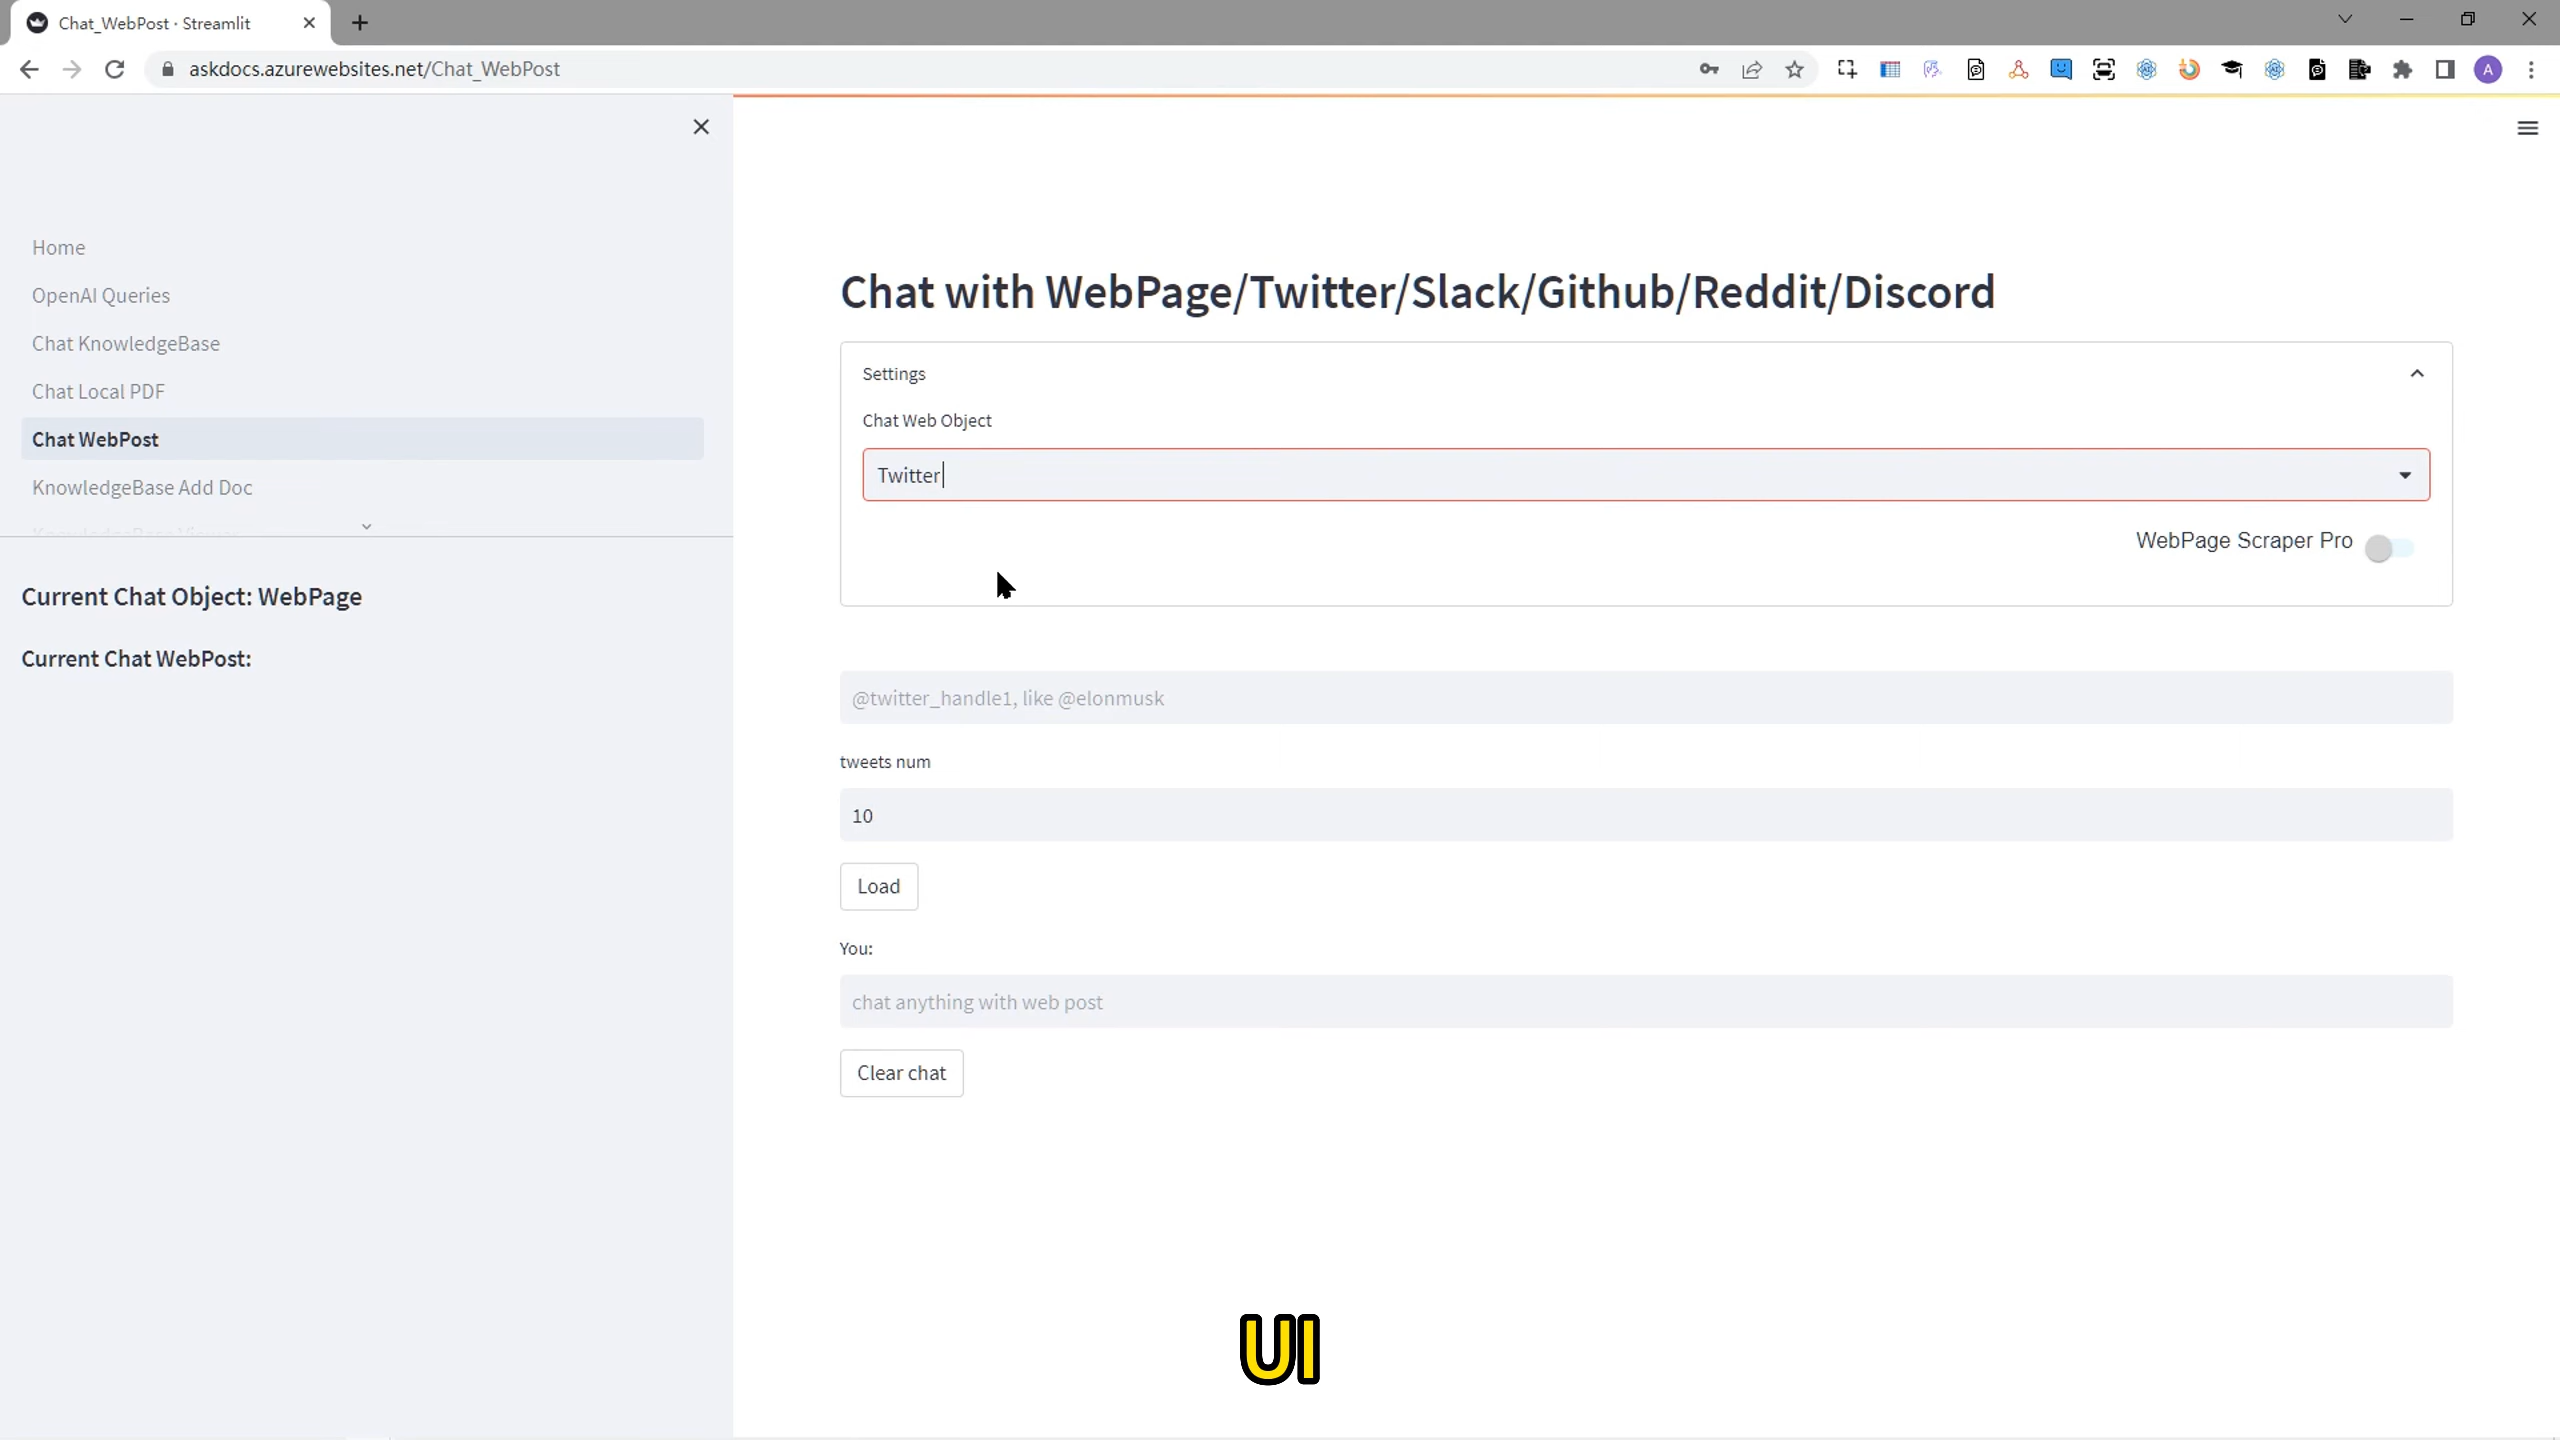 Chat_WebPost · Streamlit
askdocs.azurewebsites.net/Chat_WebPost
A
Home
OpenAI Queries
Chat KnowledgeBase
Chat Local PDF
Chat WebPost
KnowledgeBase Add Doc
KnowledgeBase Viewer
Current Chat Object: WebPage
Current Chat WebPost:
Chat with WebPage/Twitter/Slack/Github/Reddit/Discord
Settings
Chat Web Object
Twitter
WebPage Scraper Pro
@twitter_handle1, like @elonmusk
tweets num
10
Load
You:
chat anything with web post
Clear chat
UI